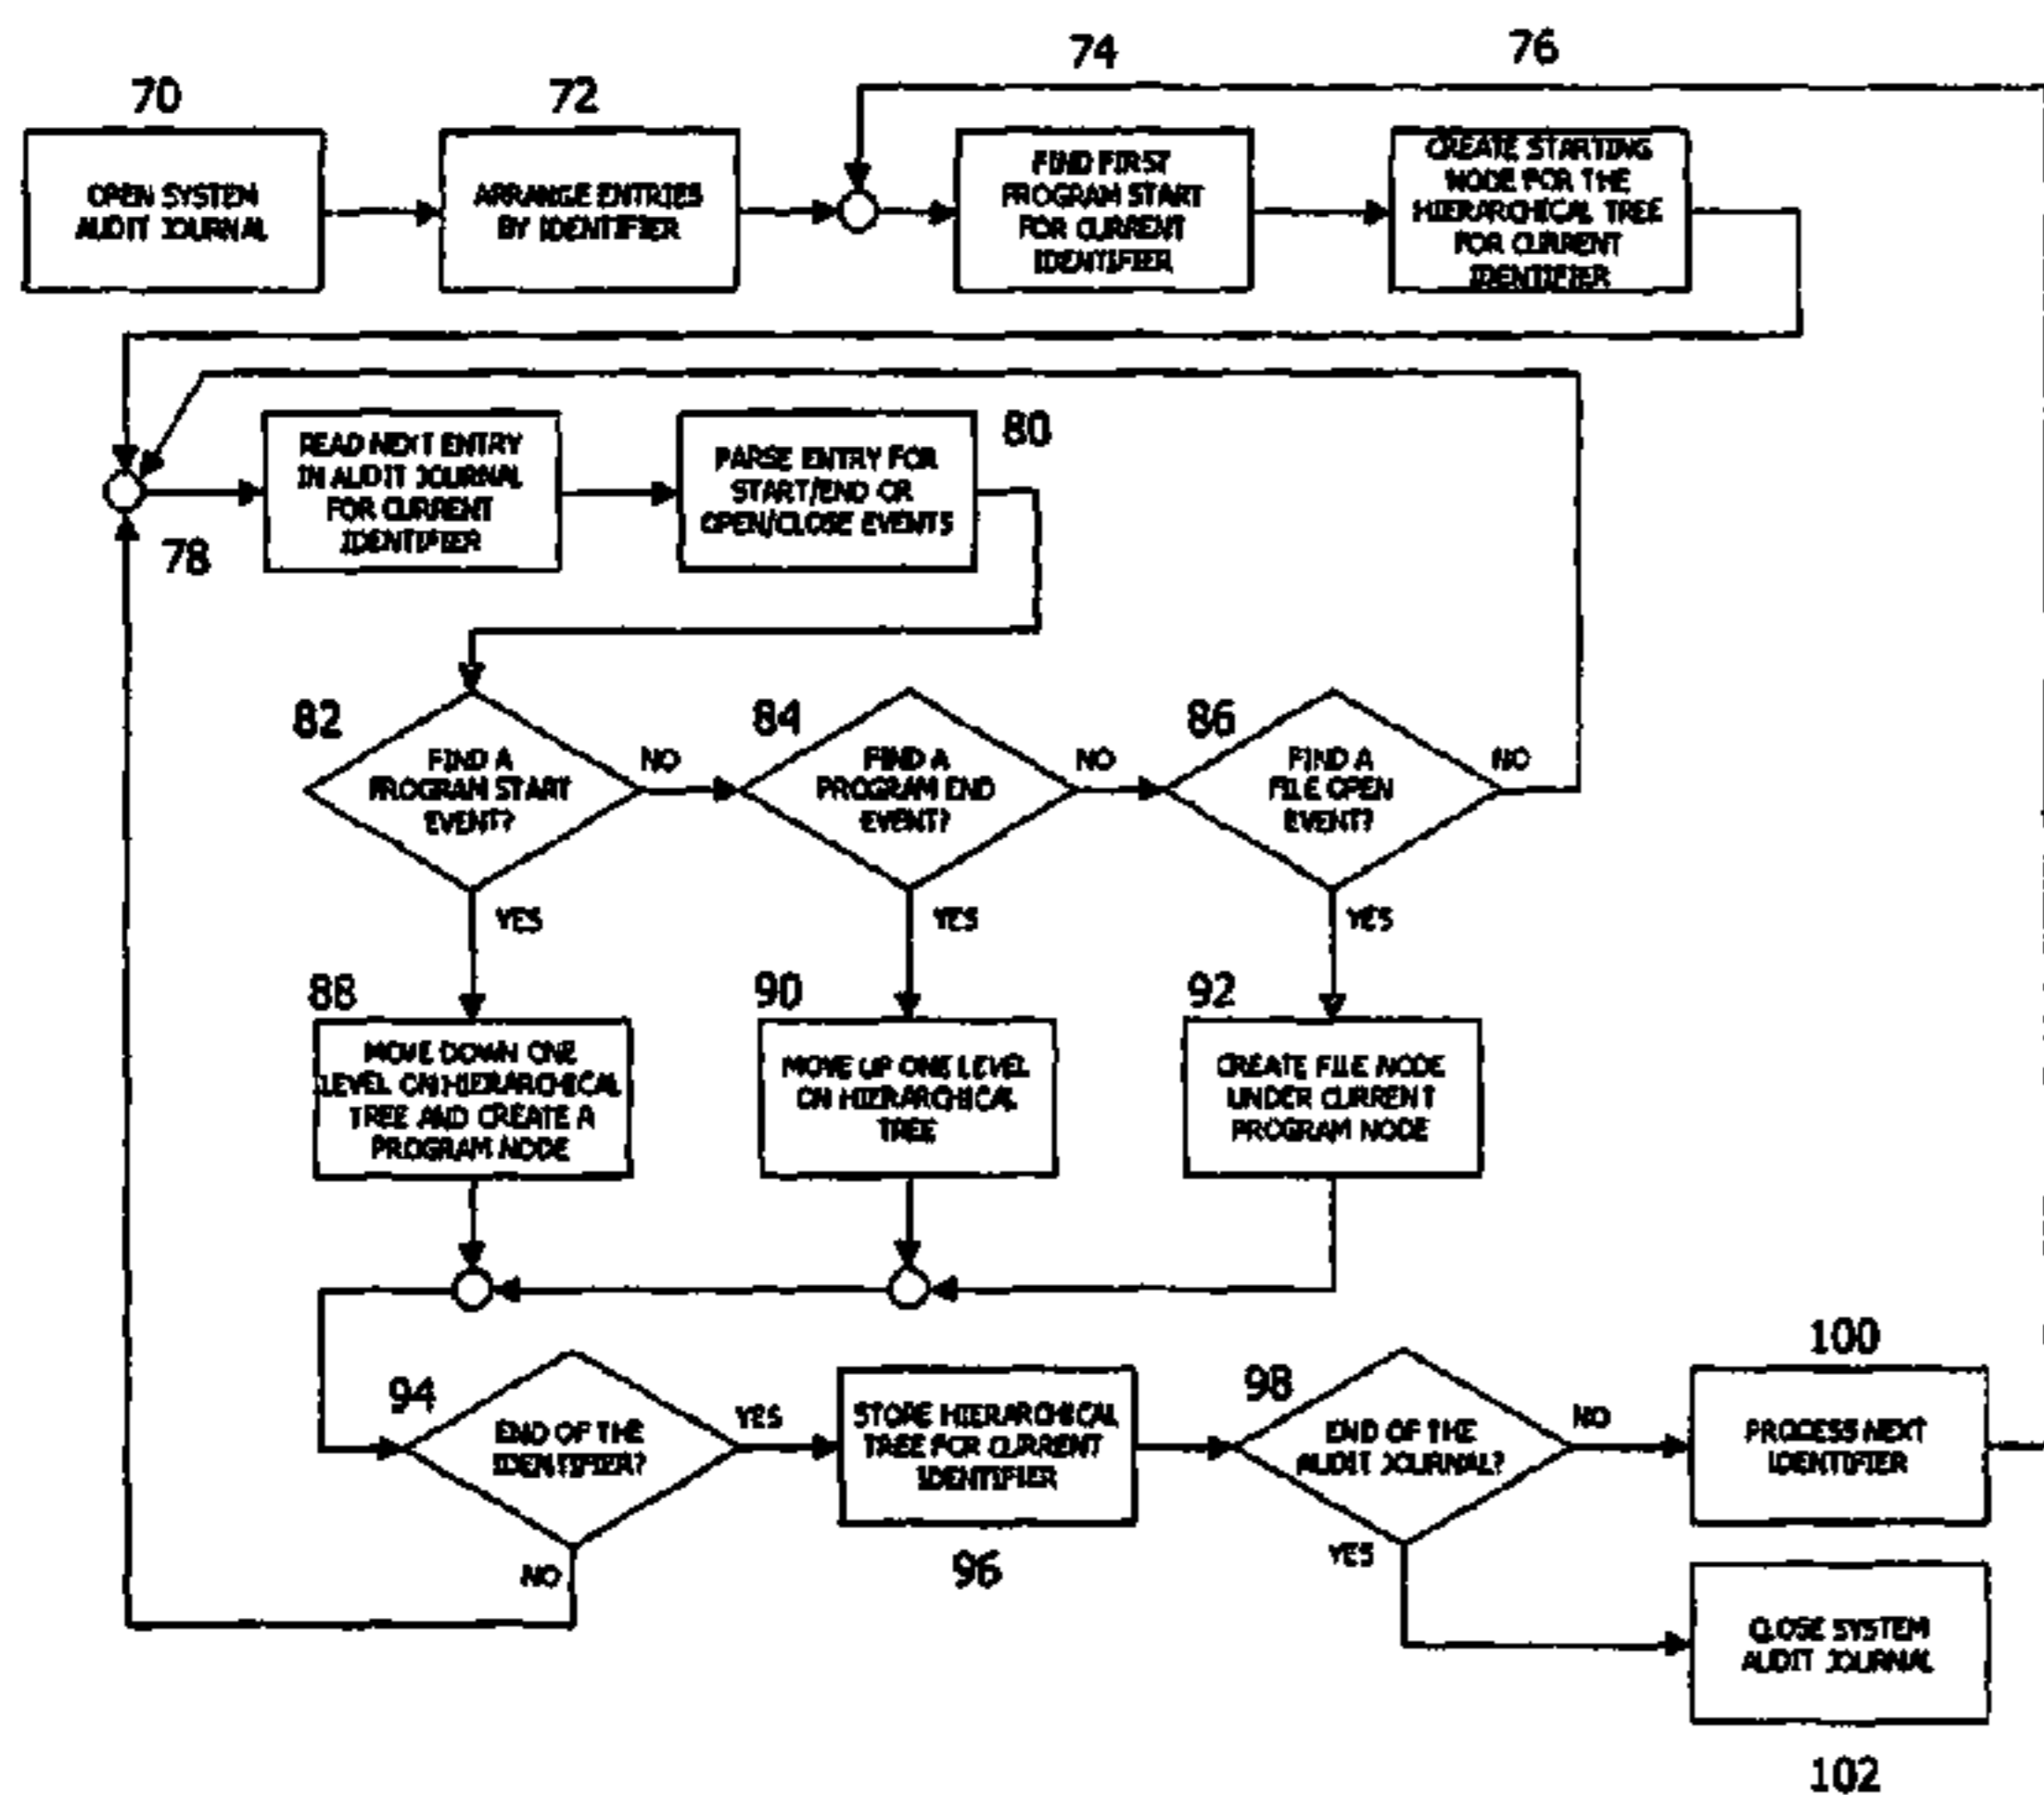 70
OPEN SYSTEM
AUDIT JOURNAL
72
ARRANGE ENTRIES
BY IDENTIFIER
74
FIND FIRST
PROGRAM START
FOR CURRENT
IDENTIFIER
76
CREATE STARTING
NODE FOR THE
HIERARCHICAL TREE
FOR CURRENT
IDENTIFIER
78
READ NEXT ENTRY
IN AUDIT JOURNAL
FOR CURRENT
IDENTIFIER
80
PARSE ENTRY FOR
START/END OR
OPEN/CLOSE EVENTS
82
FIND A
PROGRAM START
EVENT?
NO
YES
84
FIND A
PROGRAM END
EVENT?
NO
YES
86
FIND A
FILE OPEN
EVENT?
NO
YES
88
MOVE DOWN ONE
LEVEL ON HIERARCHICAL
TREE AND CREATE A
PROGRAM NODE
90
MOVE UP ONE LEVEL
ON HIERARCHICAL
TREE
92
CREATE FILE NODE
UNDER CURRENT
PROGRAM NODE
94
END OF THE
IDENTIFIER?
YES
NO
STORE HIERARCHICAL
TREE FOR CURRENT
IDENTIFIER
96
98
END OF THE
AUDIT JOURNAL?
NO
YES
100
PROCESS NEXT
IDENTIFIER
CLOSE SYSTEM
AUDIT JOURNAL
102